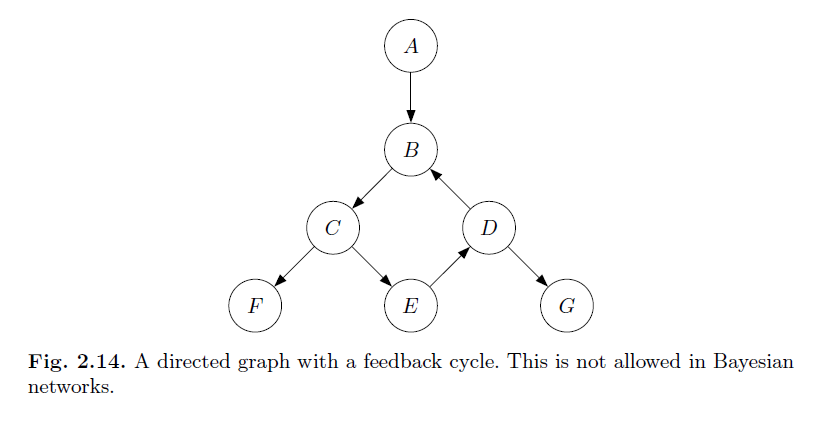 A
B
C
D
F
E
G
Fig. 2.14. A directed graph with a feedback cycle. This is not allowed in Bayesian
networks.